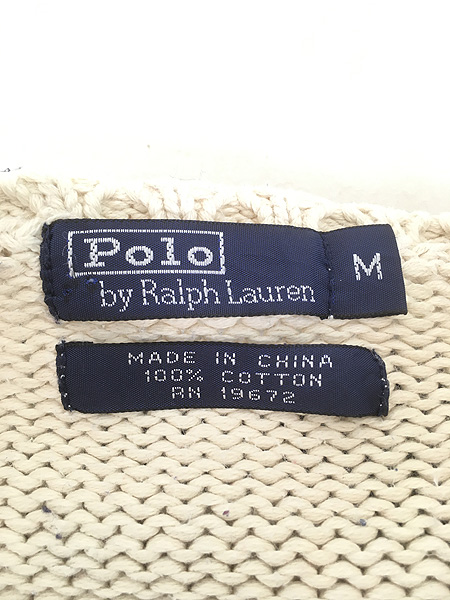 Polo
by Ralph Lauren
M
MADE IN CHINA
100% COTTON
RN 19672